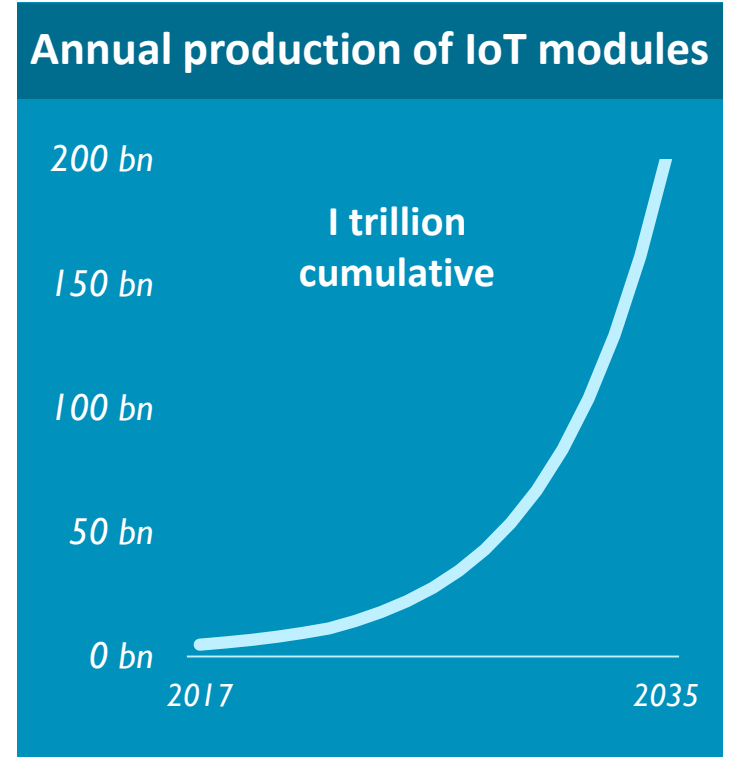 Annual production of IoT modules
200 bn
1 trillion
cumulative
150 bn
100 bn
50 bn
0 bn
2017
2035